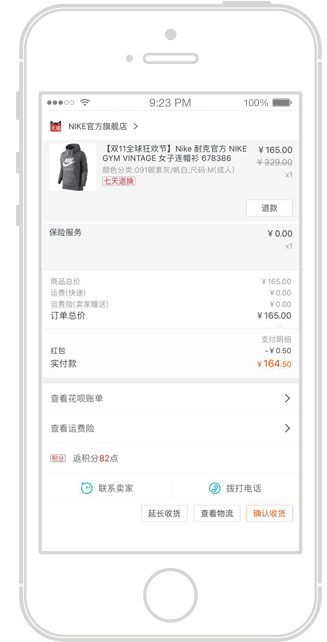 9:23 PM 100%
天猫 NIKE官方旗舰店
【双11全球狂欢节】Nike 耐克官方 NIKE ￥165.00
GYM VINTAGE 女子连帽衫 678386 ￥329.00
颜色分类:091碳素灰/帆白;尺码:M(成人) x1
七天退换
退款
保险服务 ￥0.00
x1
商品总价 ￥165.00
运费(快递) ￥0.00
运费险(卖家赠送) ￥0.00
订单总价 ￥165.00
支付明细
红包 -￥0.50
实付款 ￥164.50
查看花呗账单
查看运费险
积分 返积分82点
联系卖家 拨打电话
延长收货 查看物流 确认收货